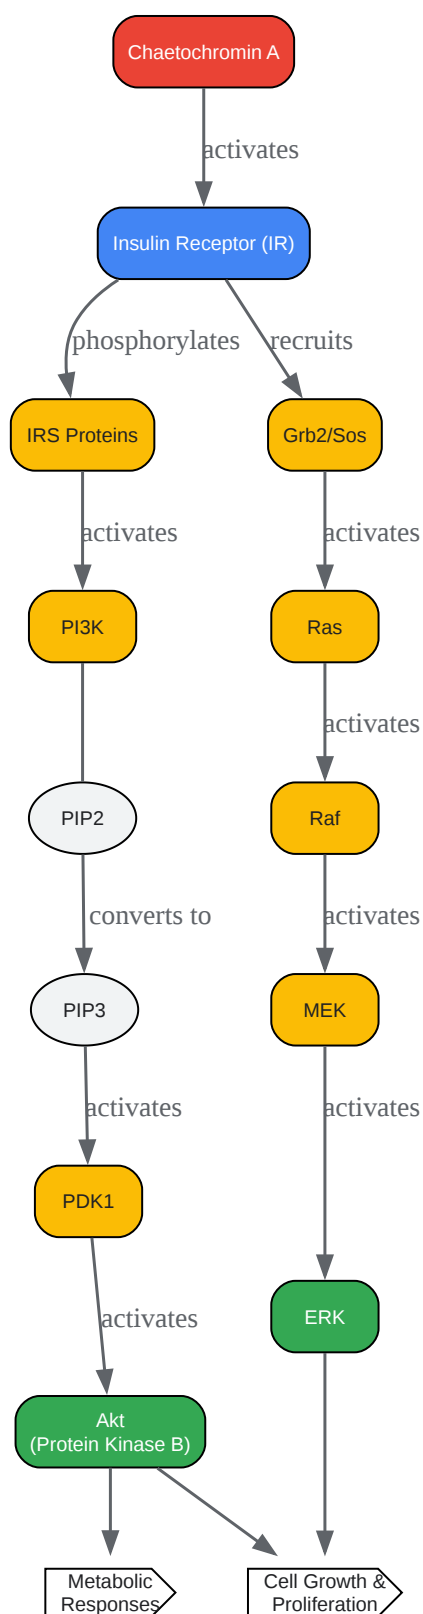 Chaetochromin A
activates
Insulin Receptor (IR)
phosphorylates
recruits
IRS Proteins
Grb2/Sos
activates
activates
PI3K
Ras
activates
PIP2
Raf
converts to
activates
PIP3
MEK
activates
activates
PDK1
activates
ERK
Akt
(Protein Kinase B)
Metabolic
Responses
Cell Growth &
Proliferation